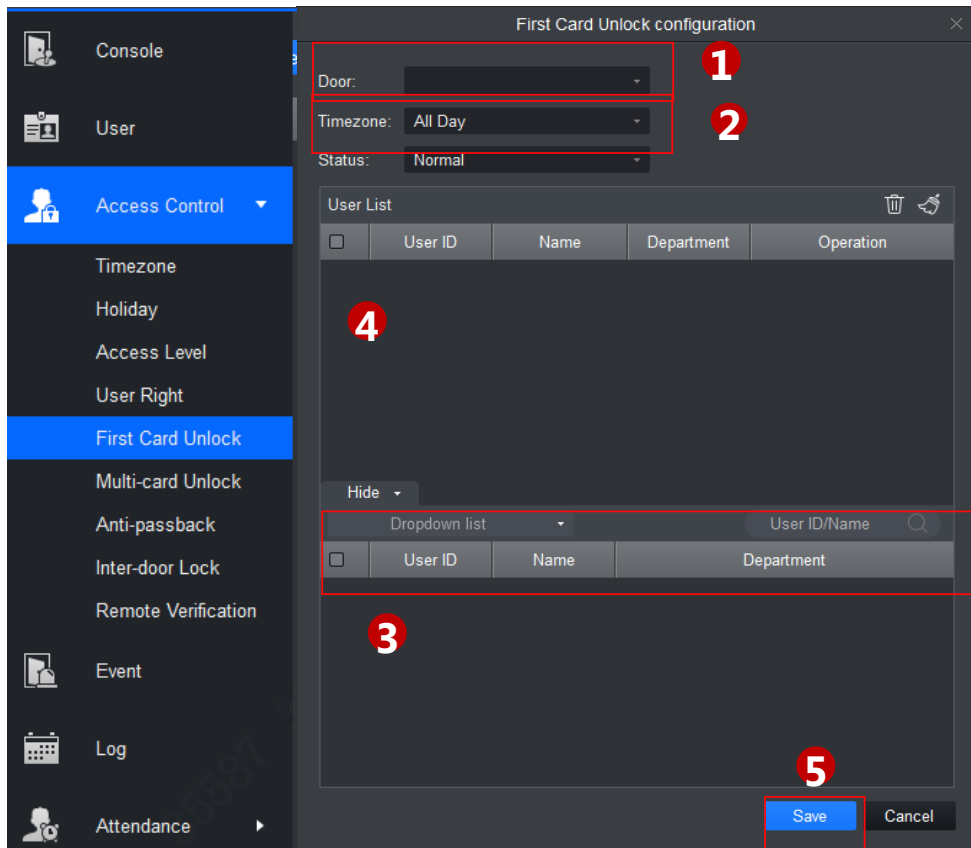 First Card Unlock configuration
Console
User
Access Control
Timezone
Holiday
Access Level
User Right
First Card Unlock
Multi-card Unlock
Anti-passback
Inter-door Lock
Remote Verification
Event
Log
Attendance
1
Door:
2
Timezone: All Day
Status: Normal
User List
User ID Name Department Operation
4
Hide
Dropdown list User ID/Name
User ID Name Department
3
5
Save Cancel